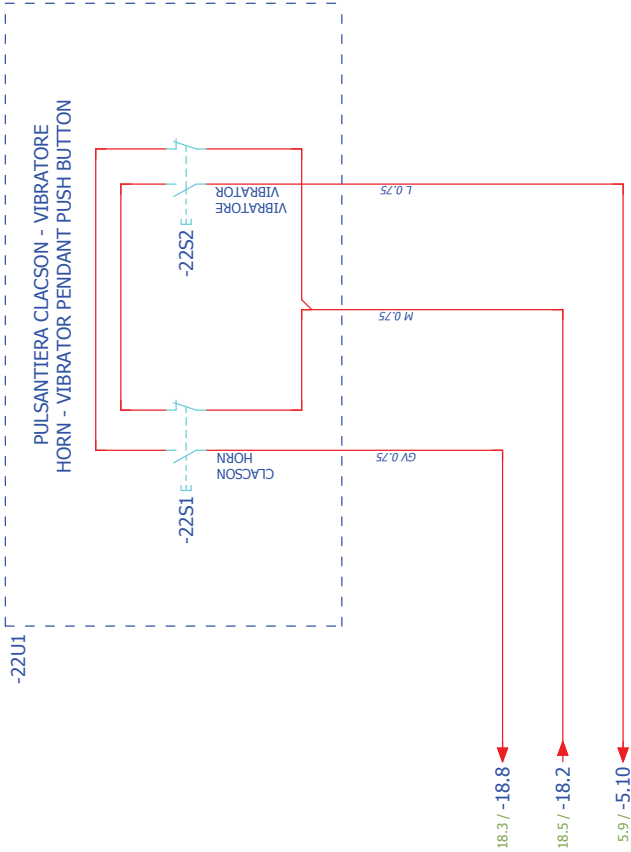 -22U1
PULSANTIERA CLACSON - VIBRATORE
HORN - VIBRATOR PENDANT PUSH BUTTON
-22S1
CLACSON
HORN
-22S2
VIBRATORE
VIBRATOR
GV 0.75
M 0.75
L 0.75
18.3 / -18.8
18.5 / -18.2
5.9 / -5.10